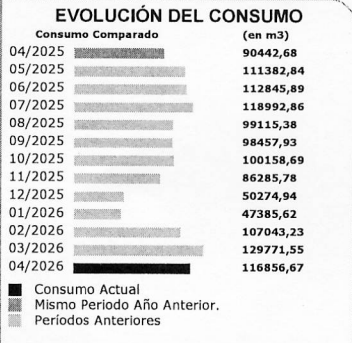 EVOLUCIÓN DEL CONSUMO
Consumo Comparado (en m3)
04/2025 90442,68
05/2025 111382,84
06/2025 112845,89
07/2025 118992,86
08/2025 99115,38
09/2025 98457,93
10/2025 100158,69
11/2025 86285,78
12/2025 50274,94
01/2026 47385,62
02/2026 107043,23
03/2026 129771,55
04/2026 116856,67
Consumo Actual
Mismo Periodo Año Anterior.
Períodos Anteriores